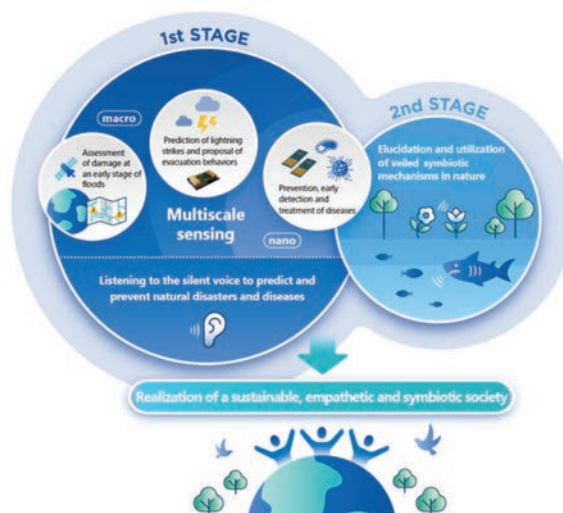 1st STAGE
macro
Assessment
of damage at
an early stage of
floods
Prediction of lightning
strikes and proposal of
evacuation behaviors
Prevention, early
detection and
treatment of diseases
Multiscale
sensing
nano
Listening to the silent voice to predict and
prevent natural disasters and diseases
2nd STAGE
Elucidation and utilization
of veiled symbiotic
mechanisms in nature
Realization of a sustainable, empathetic and symbiotic society